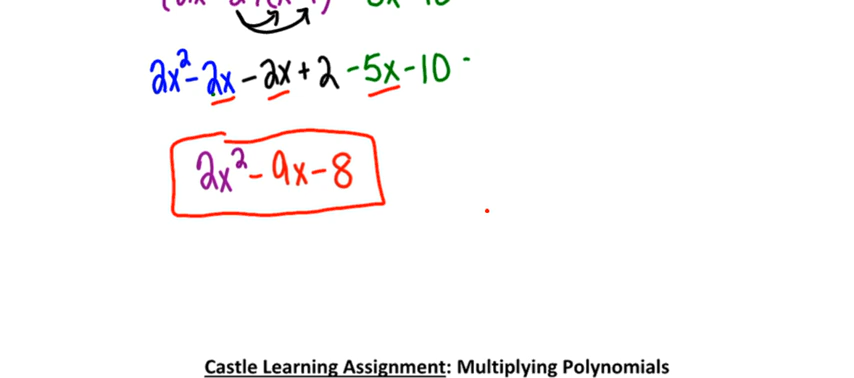 2x² - 2x - 2x + 2 - 5x - 10
2x² - 9x - 8
Castle Learning Assignment: Multiplying Polynomials